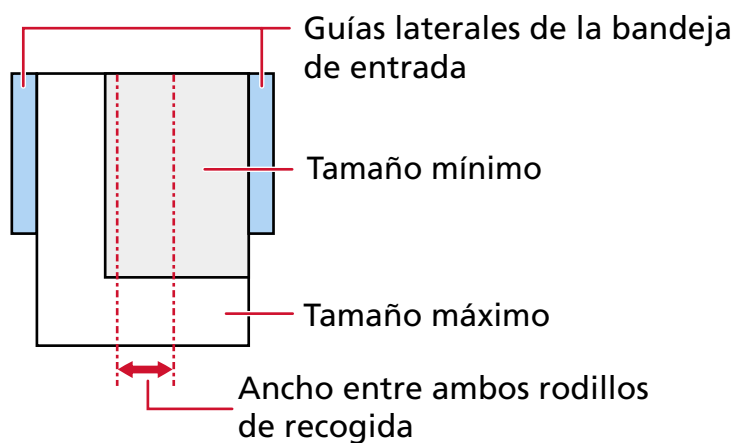 Guías laterales de la bandeja
de entrada
Tamaño mínimo
Tamaño máximo
Ancho entre ambos rodillos
de recogida